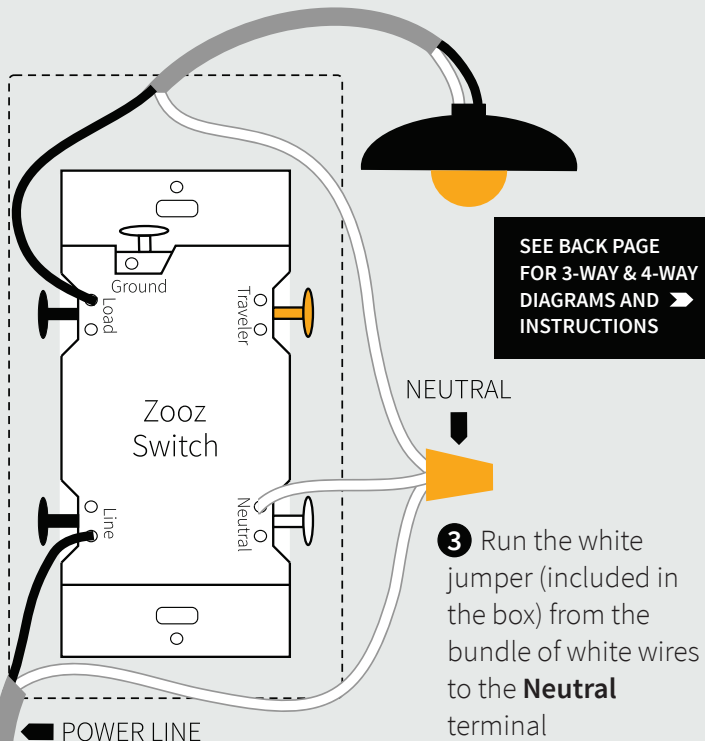 SEE BACK PAGE
FOR 3-WAY & 4-WAY
DIAGRAMS AND
INSTRUCTIONS
Ground
Load
Traveler
Zooz
Switch
NEUTRAL
Line
Neutral
3 Run the white
jumper (included in
the box) from the
bundle of white wires
to the Neutral
terminal
POWER LINE